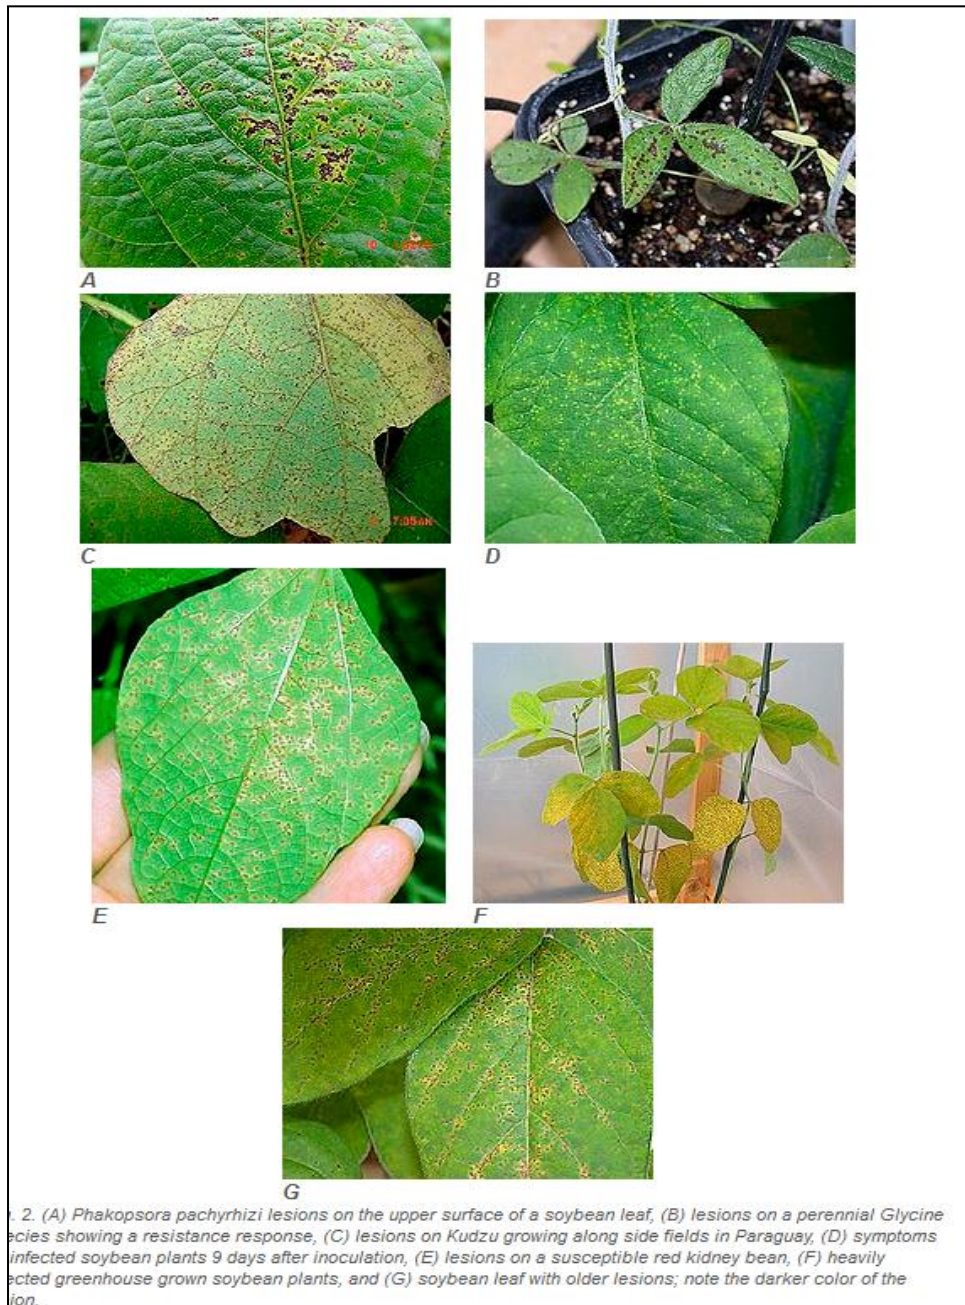 A
B
7:05AM
C
D
E
F
G
. 2. (A) Phakopsora pachyrhizi lesions on the upper surface of a soybean leaf, (B) lesions on a perennial Glycine
ecies showing a resistance response, (C) lesions on Kudzu growing along side fields in Paraguay, (D) symptoms
infected soybean plants 9 days after inoculation, (E) lesions on a susceptible red kidney bean, (F) heavily
ected greenhouse grown soybean plants, and (G) soybean leaf with older lesions; note the darker color of the
ion.